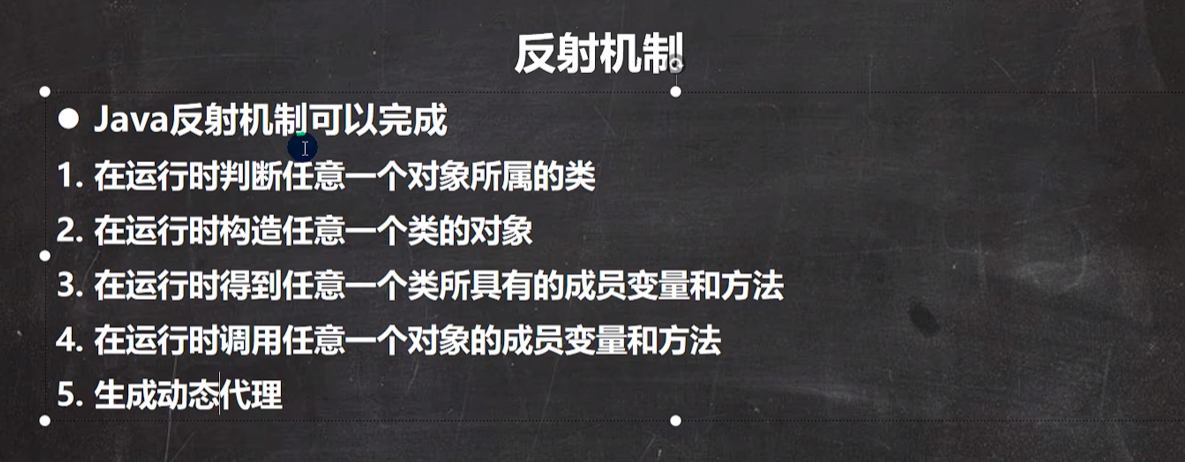 反射机制
● Java反射机制可以完成
1. 在运行时判断任意一个对象所属的类
2. 在运行时构造任意一个类的对象
3. 在运行时得到任意一个类所具有的成员变量和方法
4. 在运行时调用任意一个对象的成员变量和方法
5. 生成动态代理